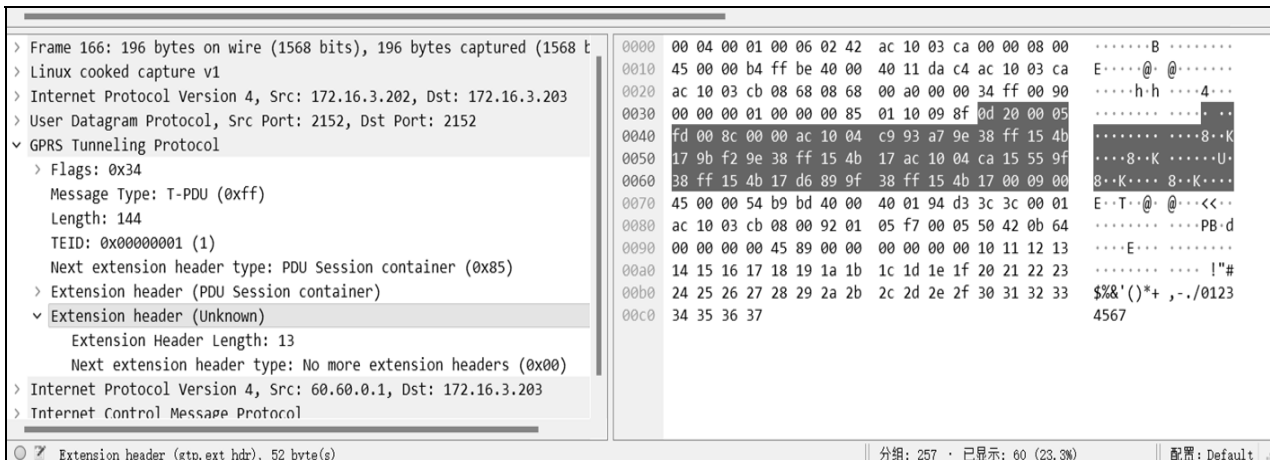 > Frame 166: 196 bytes on wire (1568 bits), 196 bytes captured (1568 b
> Linux cooked capture v1
> Internet Protocol Version 4, Src: 172.16.3.202, Dst: 172.16.3.203
> User Datagram Protocol, Src Port: 2152, Dst Port: 2152
∨ GPRS Tunneling Protocol
> Flags: 0x34
Message Type: T-PDU (0xff)
Length: 144
TEID: 0x00000001 (1)
Next extension header type: PDU Session container (0x85)
> Extension header (PDU Session container)
∨ Extension header (Unknown)
Extension Header Length: 13
Next extension header type: No more extension headers (0x00)
> Internet Protocol Version 4, Src: 60.60.0.1, Dst: 172.16.3.203
> Internet Control Message Protocol
0000 00 04 00 01 00 06 02 42 ac 10 03 ca 00 00 08 00 ·······B ········
0010 45 00 00 b4 ff be 40 00 40 11 da c4 ac 10 03 ca E·····@· @·······
0020 ac 10 03 cb 08 68 08 68 00 a0 00 00 34 ff 00 90 ·····h·h ····4···
0030 00 00 00 01 00 00 00 85 01 10 09 8f 0d 20 00 05 ········ ····· ··
0040 fd 00 8c 00 00 ac 10 04 c9 93 a7 9e 38 ff 15 4b ········ ····8··K
0050 17 9b f2 9e 38 ff 15 4b 17 ac 10 04 ca 15 55 9f ····8··K ······U·
0060 38 ff 15 4b 17 d6 89 9f 38 ff 15 4b 17 00 09 00 8··K···· 8··K····
0070 45 00 00 54 b9 bd 40 00 40 01 94 d3 3c 3c 00 01 E··T··@· @···<<··
0080 ac 10 03 cb 08 00 92 01 05 f7 00 05 50 42 0b 64 ········ ····PB·d
0090 00 00 00 00 45 89 00 00 00 00 00 00 10 11 12 13 ····E··· ········
00a0 14 15 16 17 18 19 1a 1b 1c 1d 1e 1f 20 21 22 23 ········ ···· !"#
00b0 24 25 26 27 28 29 2a 2b 2c 2d 2e 2f 30 31 32 33 $%&'()*+ ,-./0123
00c0 34 35 36 37 4567
Extension header (gtp.ext_hdr), 52 byte(s)
分组: 257 · 已显示: 60 (23.3%)
配置: Default